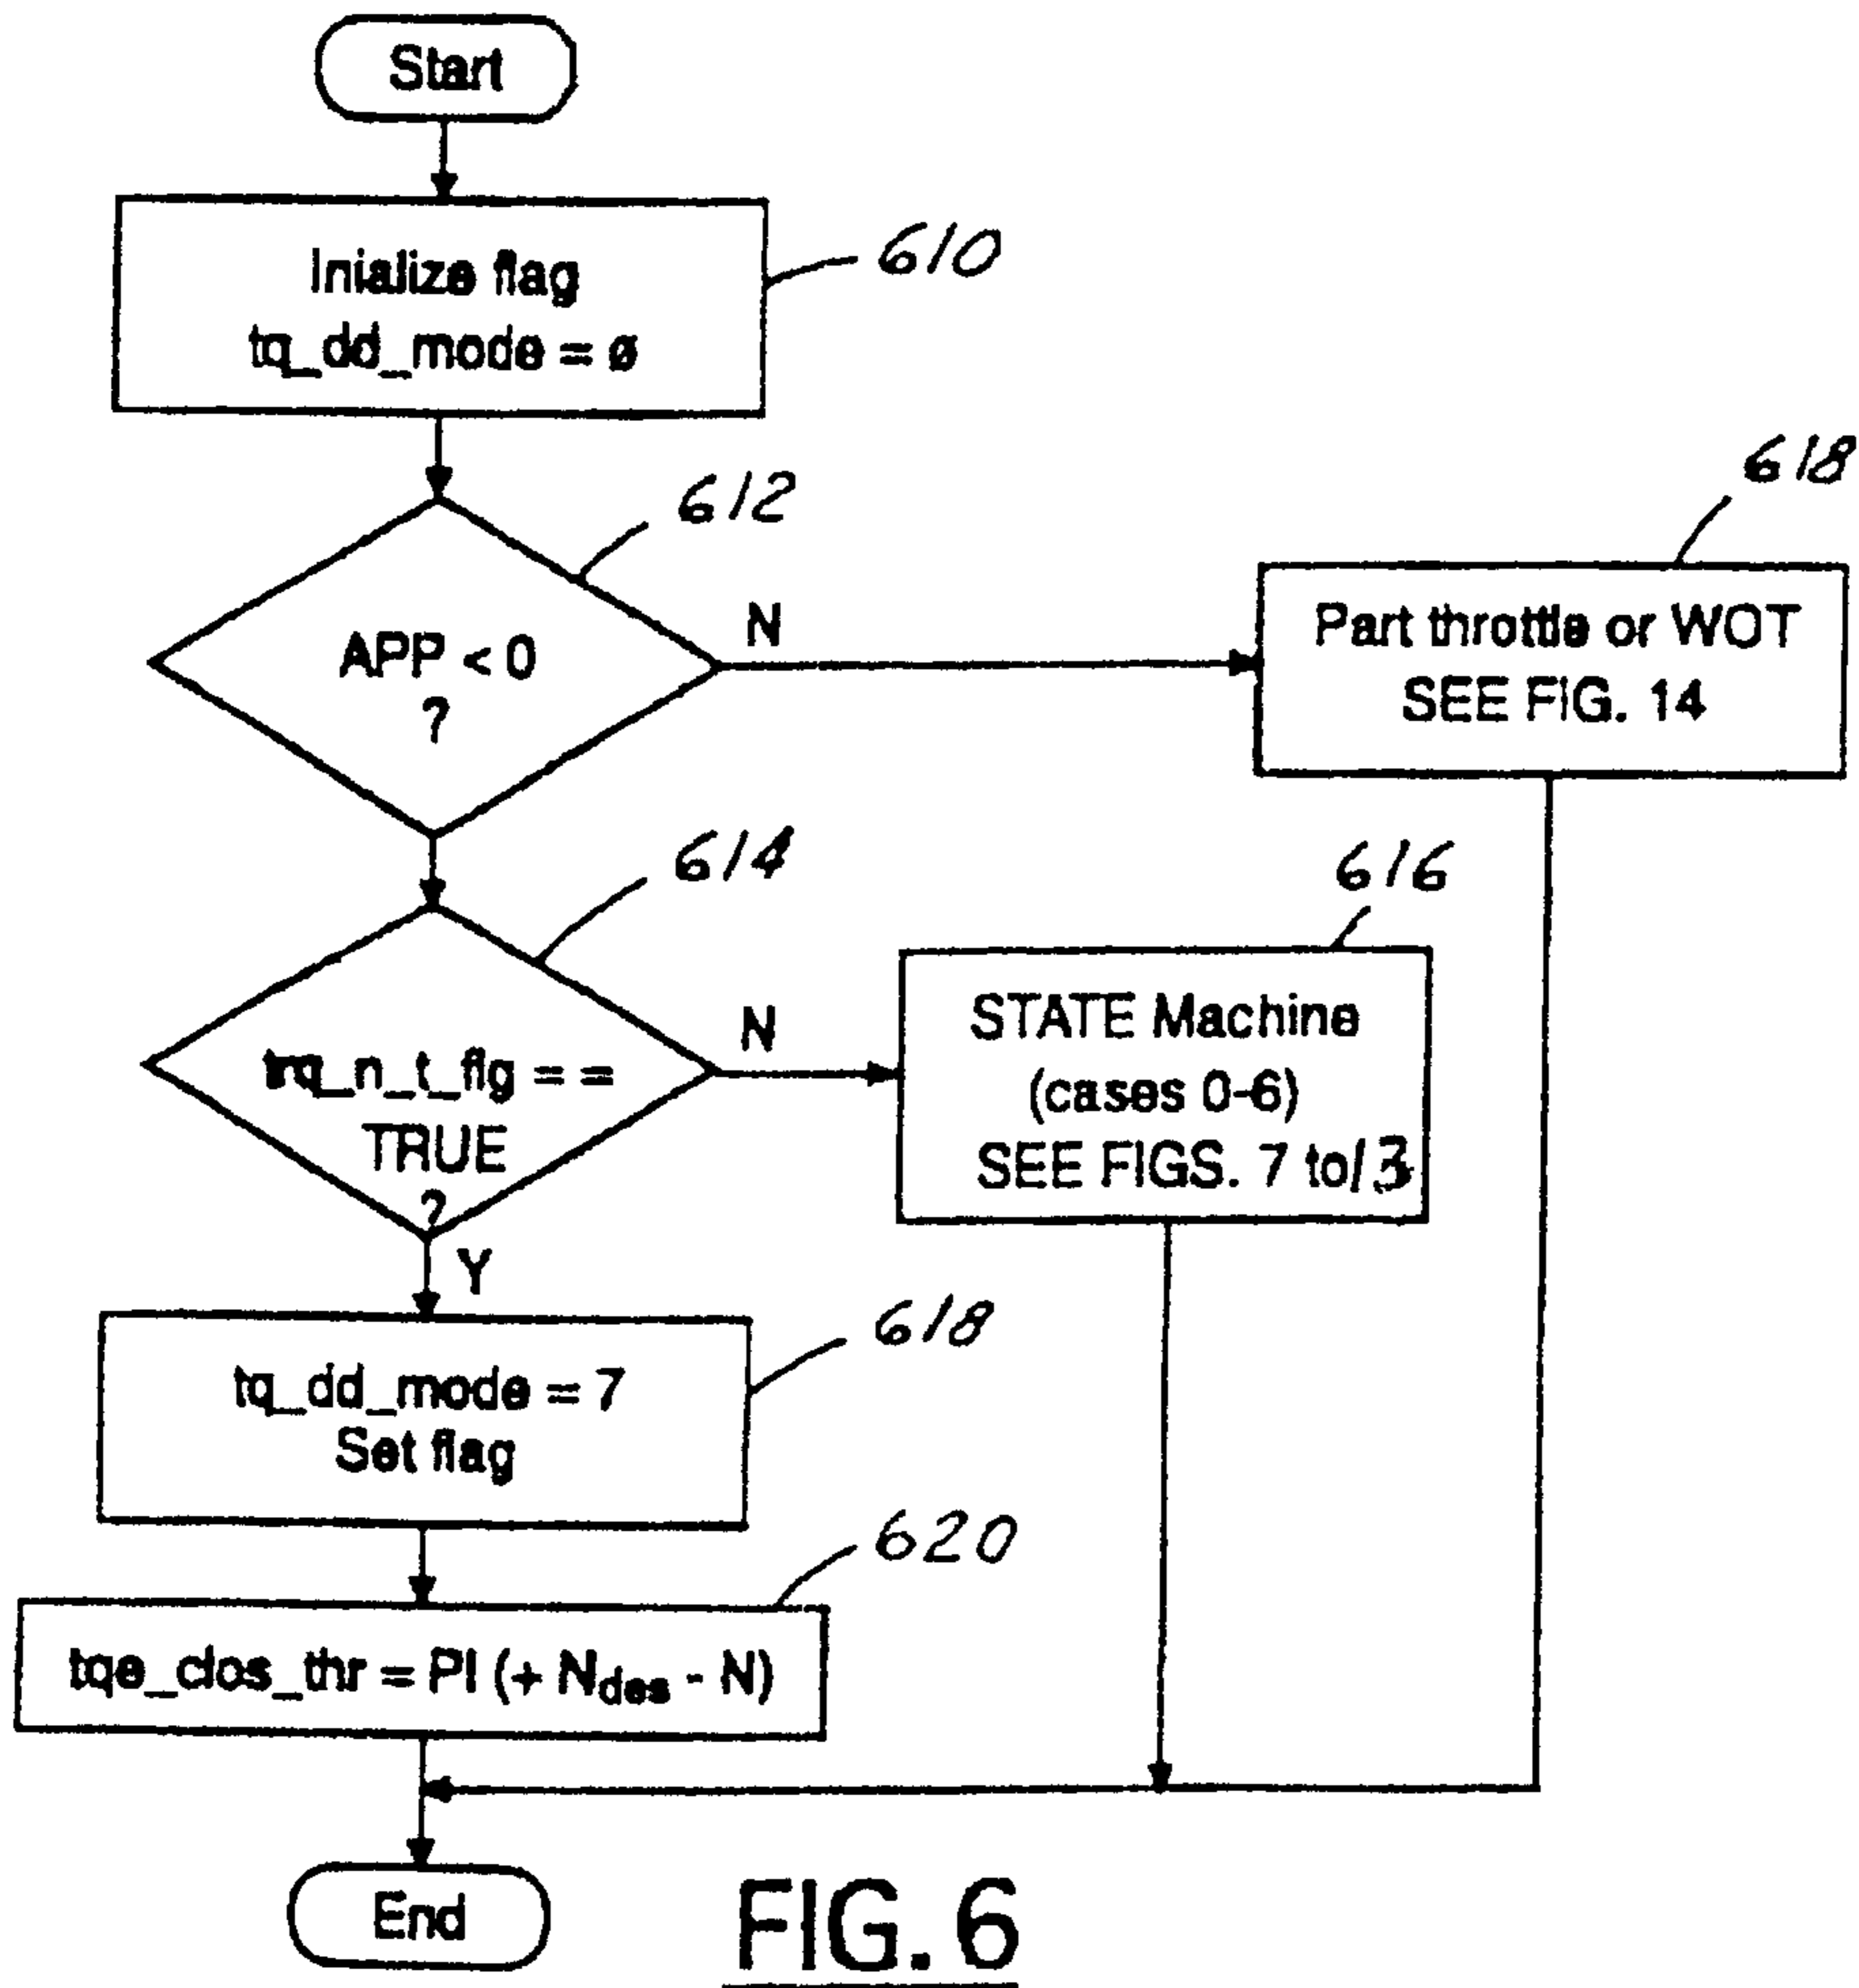 Start
Inialize flag
tq_dd_mode = ø
610
612
APP < 0
?
N
618
Part throttle or WOT
SEE FIG. 14
614
trq_n_t_flg = =
TRUE
?
N
616
STATE Machine
(cases 0-6)
SEE FIGS. 7 to 13
Y
618
tq_dd_mode = 7
Set flag
620
tqe_clos_thr = PI (+ Ndes - N)
End
FIG. 6